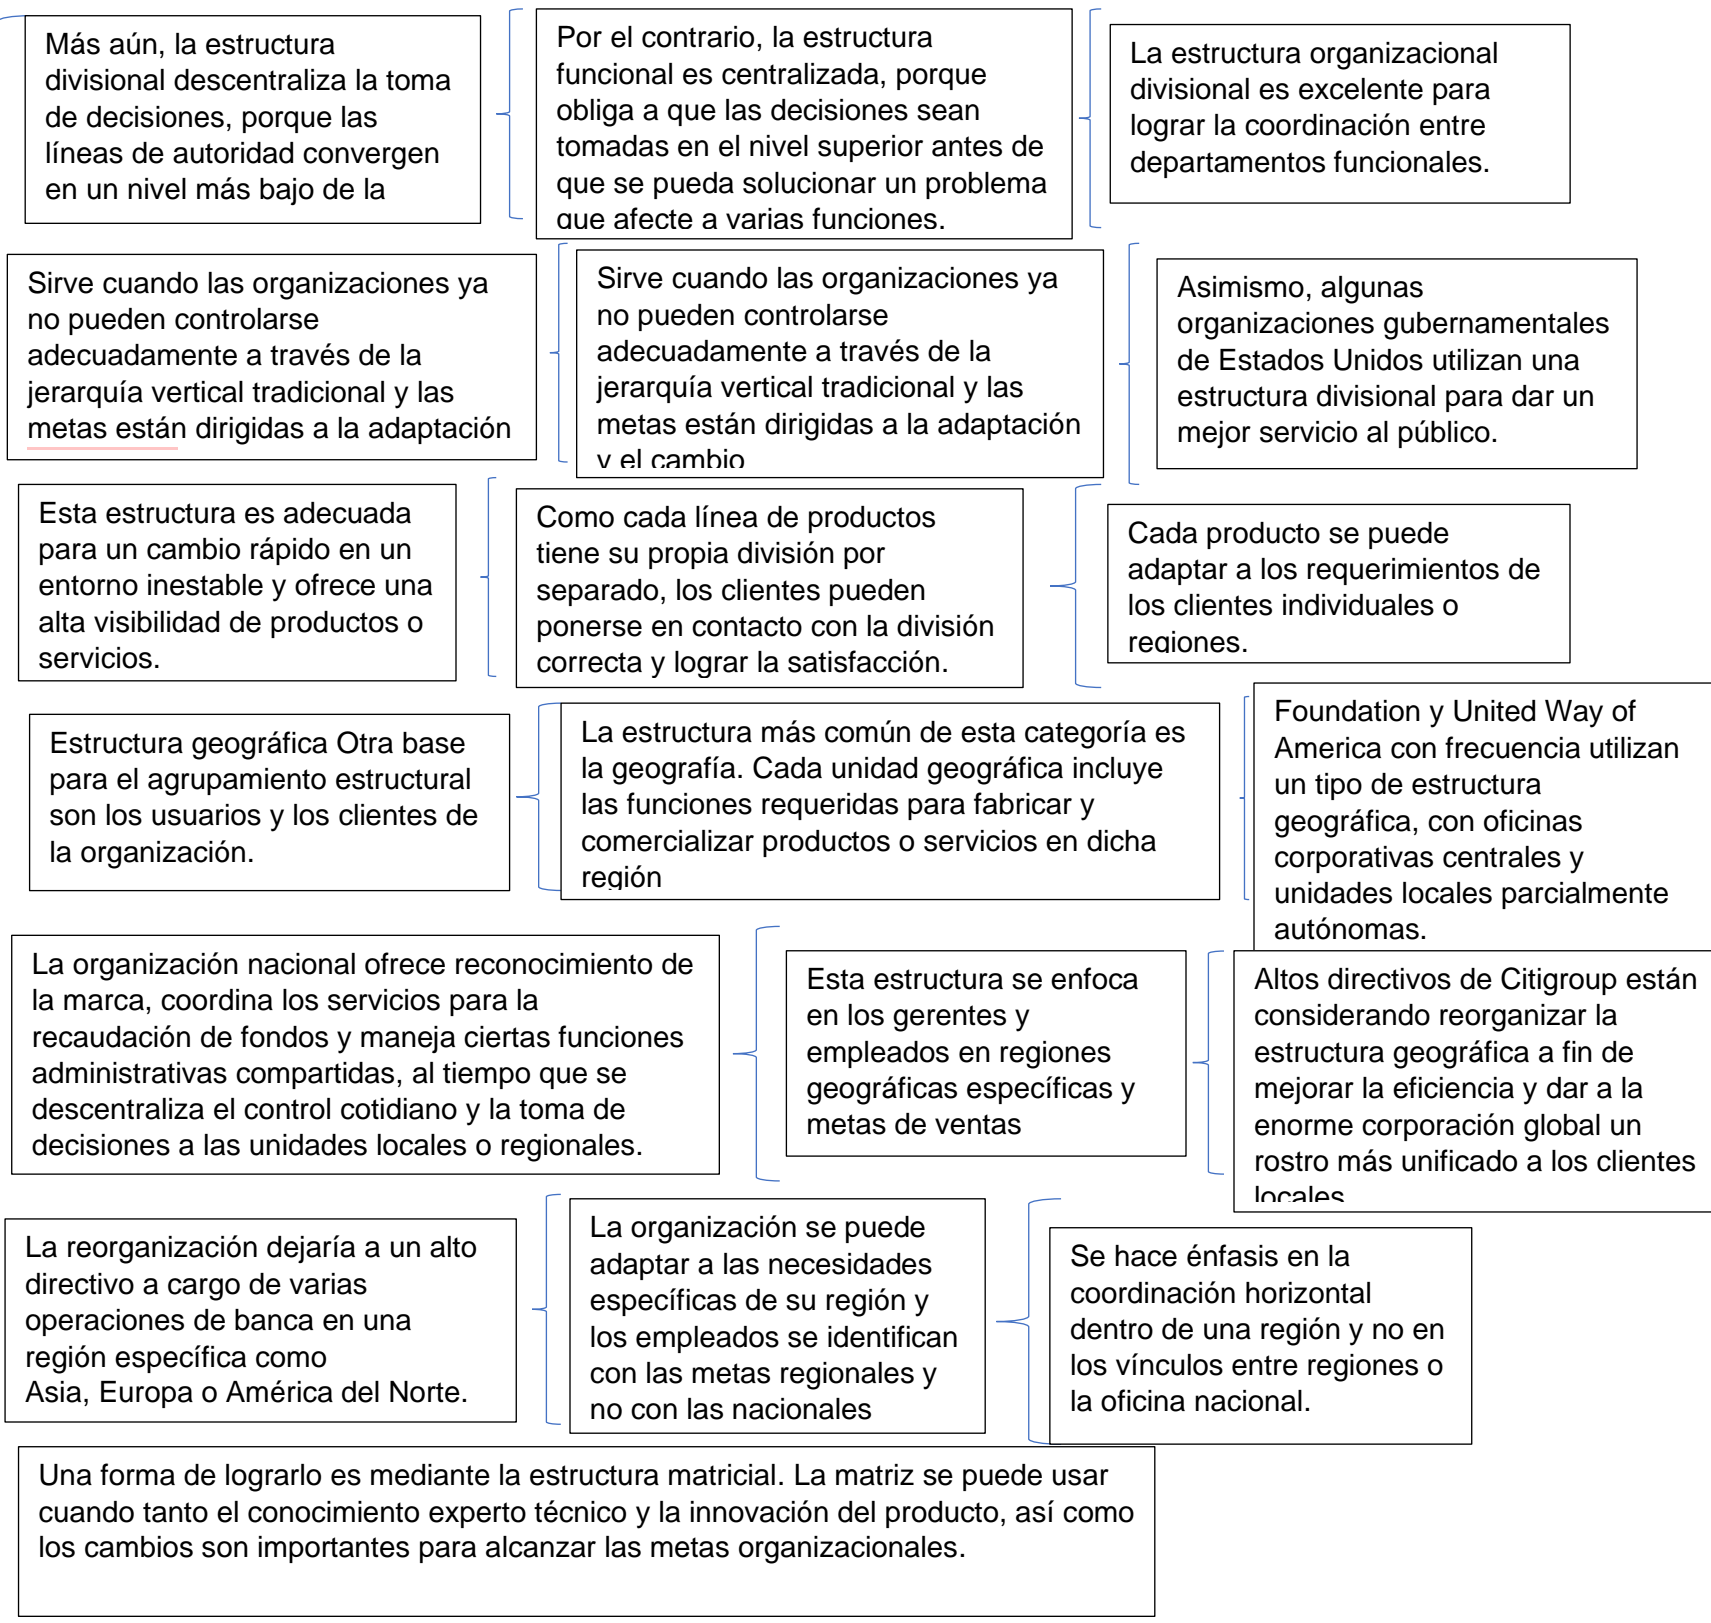 Más aún, la estructura
divisional descentraliza la toma
de decisiones, porque las
líneas de autoridad convergen
en un nivel más bajo de la
Por el contrario, la estructura
funcional es centralizada, porque
obliga a que las decisiones sean
tomadas en el nivel superior antes de
que se pueda solucionar un problema
que afecte a varias funciones.
La estructura organizacional
divisional es excelente para
lograr la coordinación entre
departamentos funcionales.
Sirve cuando las organizaciones ya
no pueden controlarse
adecuadamente a través de la
jerarquía vertical tradicional y las
metas están dirigidas a la adaptación
Sirve cuando las organizaciones ya
no pueden controlarse
adecuadamente a través de la
jerarquía vertical tradicional y las
metas están dirigidas a la adaptación
y el cambio
Asimismo, algunas
organizaciones gubernamentales
de Estados Unidos utilizan una
estructura divisional para dar un
mejor servicio al público.
Esta estructura es adecuada
para un cambio rápido en un
entorno inestable y ofrece una
alta visibilidad de productos o
servicios.
Como cada línea de productos
tiene su propia división por
separado, los clientes pueden
ponerse en contacto con la división
correcta y lograr la satisfacción.
Cada producto se puede
adaptar a los requerimientos de
los clientes individuales o
regiones.
Estructura geográfica Otra base
para el agrupamiento estructural
son los usuarios y los clientes de
la organización.
La estructura más común de esta categoría es
la geografía. Cada unidad geográfica incluye
las funciones requeridas para fabricar y
comercializar productos o servicios en dicha
región
Foundation y United Way of
America con frecuencia utilizan
un tipo de estructura
geográfica, con oficinas
corporativas centrales y
unidades locales parcialmente
autónomas.
La organización nacional ofrece reconocimiento de
la marca, coordina los servicios para la
recaudación de fondos y maneja ciertas funciones
administrativas compartidas, al tiempo que se
descentraliza el control cotidiano y la toma de
decisiones a las unidades locales o regionales.
Esta estructura se enfoca
en los gerentes y
empleados en regiones
geográficas específicas y
metas de ventas
Altos directivos de Citigroup están
considerando reorganizar la
estructura geográfica a fin de
mejorar la eficiencia y dar a la
enorme corporación global un
rostro más unificado a los clientes
locales
La reorganización dejaría a un alto
directivo a cargo de varias
operaciones de banca en una
región específica como
Asia, Europa o América del Norte.
La organización se puede
adaptar a las necesidades
específicas de su región y
los empleados se identifican
con las metas regionales y
no con las nacionales
Se hace énfasis en la
coordinación horizontal
dentro de una región y no en
los vínculos entre regiones o
la oficina nacional.
Una forma de lograrlo es mediante la estructura matricial. La matriz se puede usar
cuando tanto el conocimiento experto técnico y la innovación del producto, así como
los cambios son importantes para alcanzar las metas organizacionales.